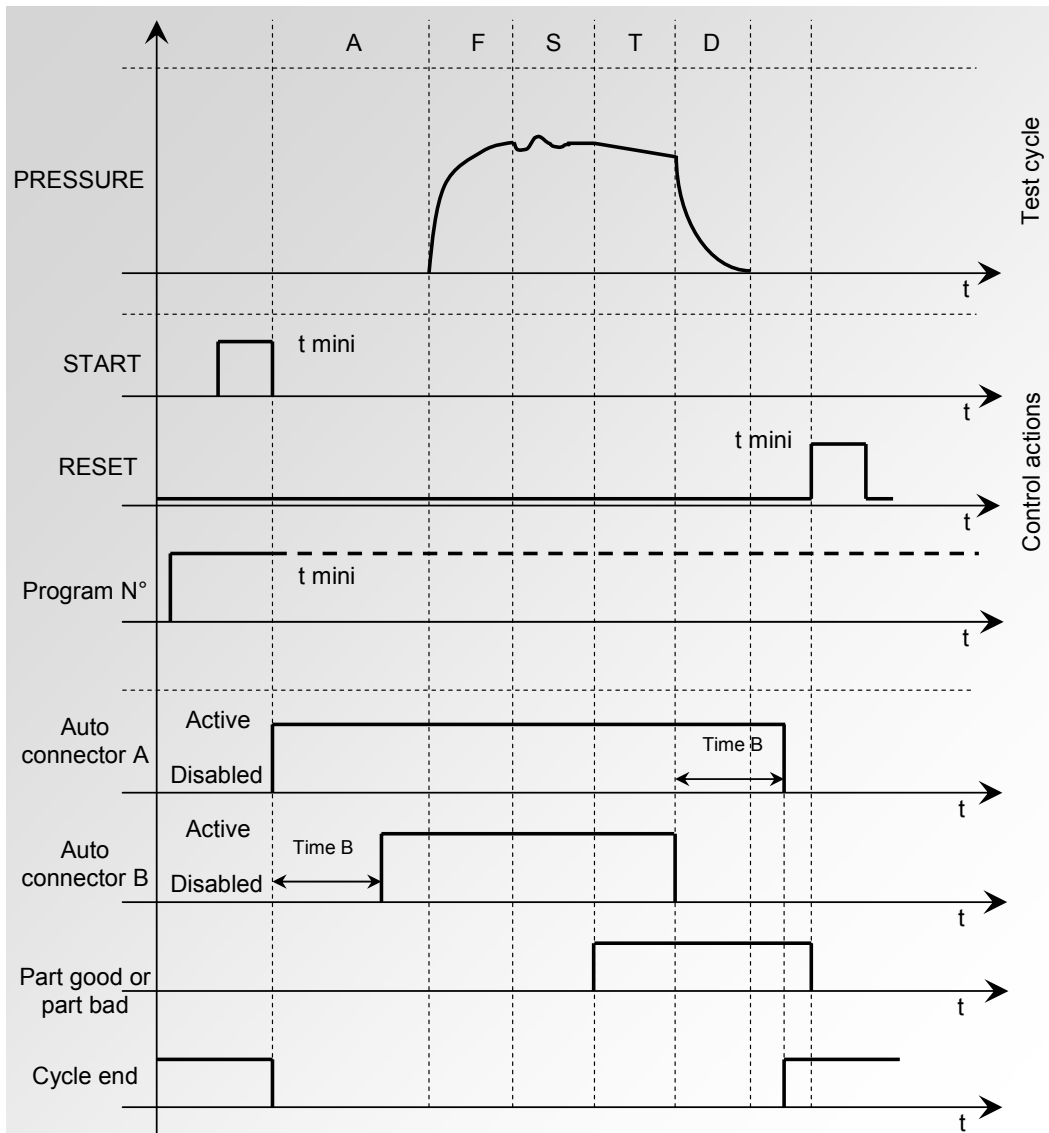 A F S T D
PRESSURE
t
Test cycle
START
t mini
t
RESET
t mini
t
Control actions
Program N°
t mini
t
Auto
connector A
Active
Disabled
Time B
t
Auto
connector B
Active
Disabled
Time B
t
Part good or
part bad
t
Cycle end
t